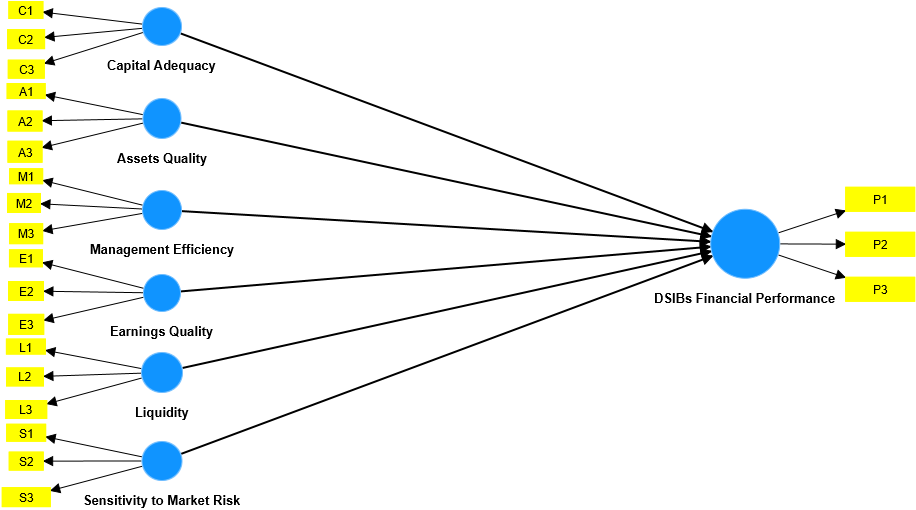 C1
C2
C3
Capital Adequacy
A1
A2
A3
Assets Quality
M1
M2
M3
Management Efficiency
E1
E2
E3
Earnings Quality
L1
L2
L3
Liquidity
S1
S2
S3
Sensitivity to Market Risk
P1
P2
P3
DSIBs Financial Performance